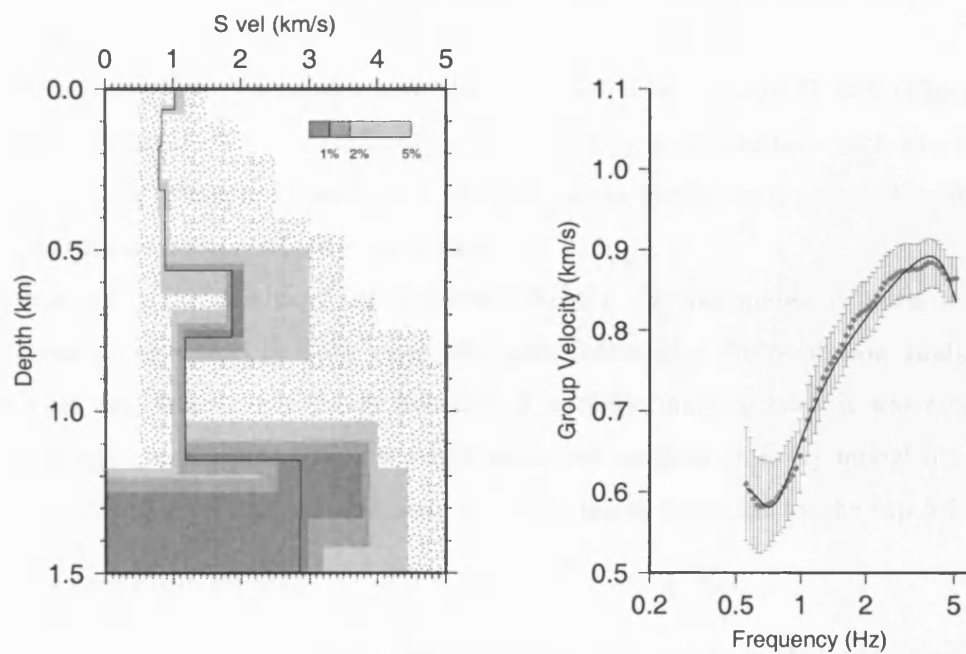 S vel (km/s)
0 1 2 3 4 5
0.0
0.5
1.0
1.5
Depth (km)
1% 2% 5%
1.1
1.0
0.9
0.8
0.7
0.6
0.5
Group Velocity (km/s)
0.2 0.5 1 2 5
Frequency (Hz)